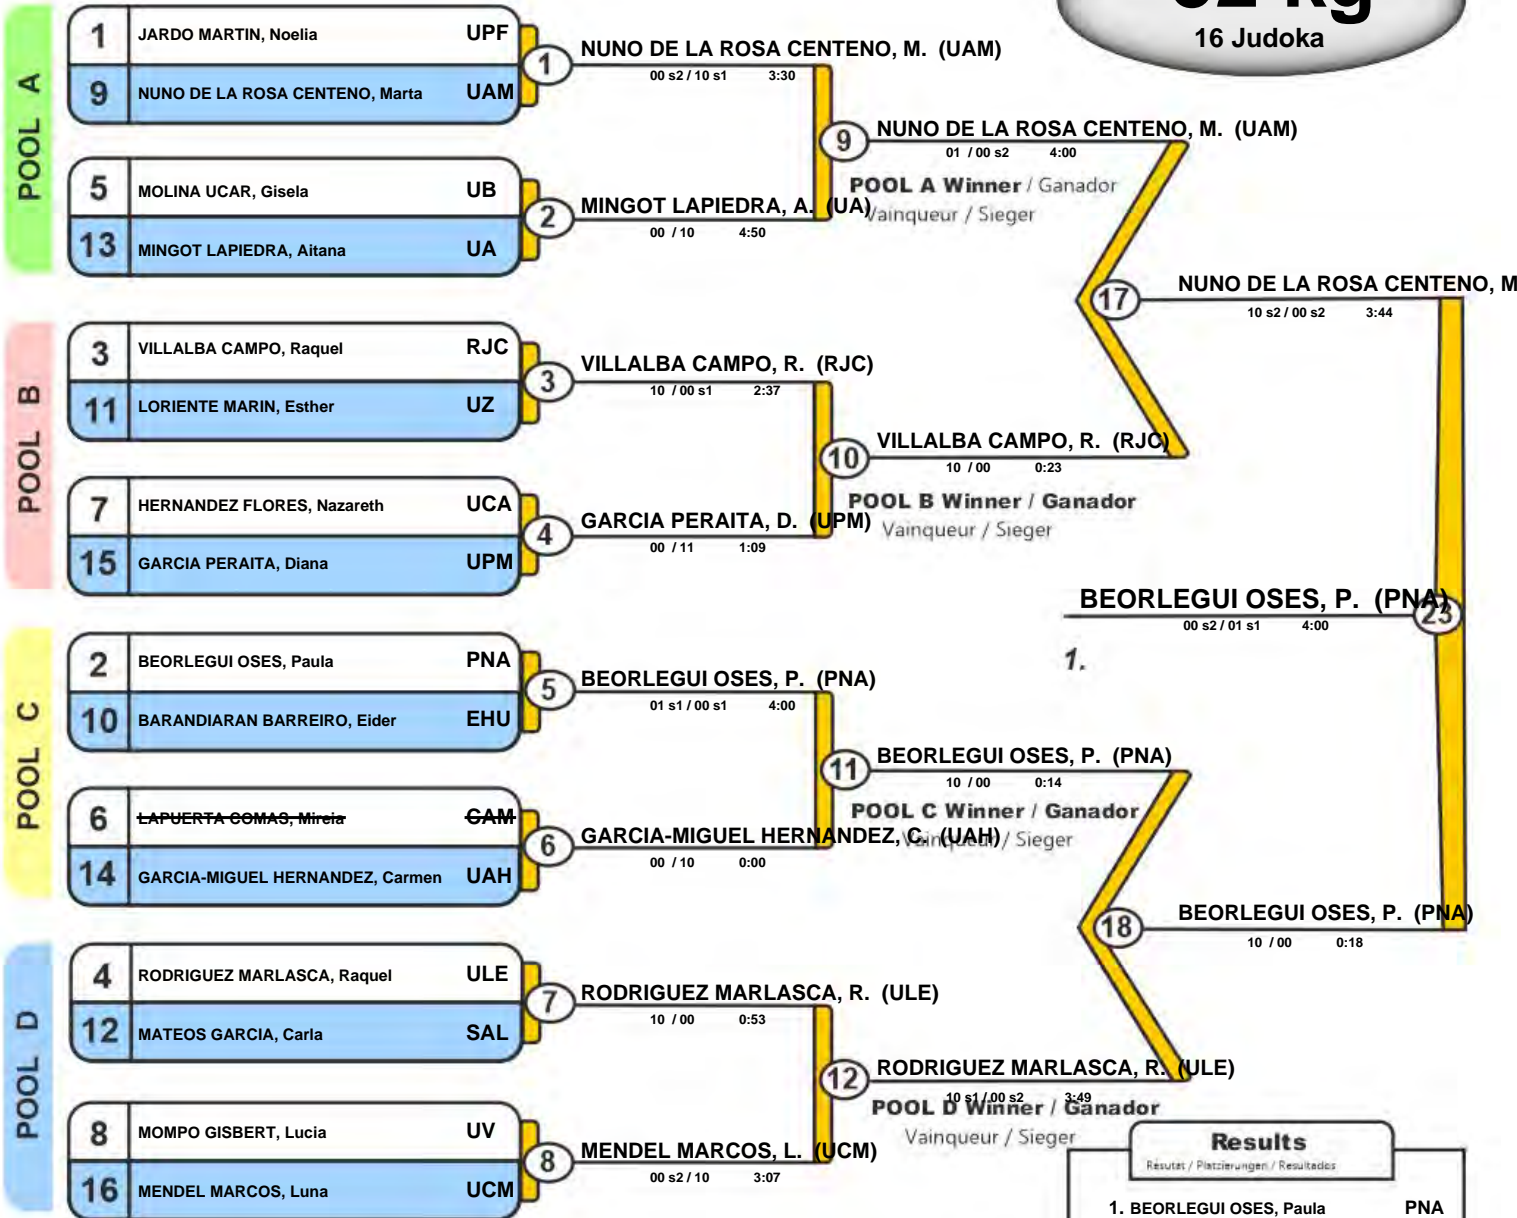 52 kg
16 Judoka
POOL A
1 JARDO MARTIN, Noelia UPF
9 NUNO DE LA ROSA CENTENO, Marta UAM
1
NUNO DE LA ROSA CENTENO, M. (UAM)
00 s2 / 10 s1 3:30
5 MOLINA UCAR, Gisela UB
13 MINGOT LAPIEDRA, Aitana UA
2
MINGOT LAPIEDRA, A. (UA)
00 / 10 4:50
9
NUNO DE LA ROSA CENTENO, M. (UAM)
01 / 00 s2 4:00
POOL A Winner / Ganador
Vainqueur / Sieger
POOL B
3 VILLALBA CAMPO, Raquel RJC
11 LORIENTE MARIN, Esther UZ
3
VILLALBA CAMPO, R. (RJC)
10 / 00 s1 2:37
7 HERNANDEZ FLORES, Nazareth UCA
15 GARCIA PERAITA, Diana UPM
4
GARCIA PERAITA, D. (UPM)
00 / 11 1:09
10
VILLALBA CAMPO, R. (RJC)
10 / 00 0:23
POOL B Winner / Ganador
Vainqueur / Sieger
17
NUNO DE LA ROSA CENTENO, M
10 s2 / 00 s2 3:44
BEORLEGUI OSES, P. (PNA)
23
00 s2 / 01 s1 4:00
1.
POOL C
2 BEORLEGUI OSES, Paula PNA
10 BARANDIARAN BARREIRO, Eider EHU
5
BEORLEGUI OSES, P. (PNA)
01 s1 / 00 s1 4:00
6 LAPUERTA COMAS, Mireia CAM
14 GARCIA-MIGUEL HERNANDEZ, Carmen UAH
6
GARCIA-MIGUEL HERNANDEZ, C. (UAH)
00 / 10 0:00
11
BEORLEGUI OSES, P. (PNA)
10 / 00 0:14
POOL C Winner / Ganador
Vainqueur / Sieger
POOL D
4 RODRIGUEZ MARLASCA, Raquel ULE
12 MATEOS GARCIA, Carla SAL
7
RODRIGUEZ MARLASCA, R. (ULE)
10 / 00 0:53
8 MOMPO GISBERT, Lucia UV
16 MENDEL MARCOS, Luna UCM
8
MENDEL MARCOS, L. (UCM)
00 s2 / 10 3:07
12
RODRIGUEZ MARLASCA, R. (ULE)
10 s1 / 00 s2 3:49
POOL D Winner / Ganador
Vainqueur / Sieger
18
BEORLEGUI OSES, P. (PNA)
10 / 00 0:18
Results
Résultat / Platzierungen / Resultados
1. BEORLEGUI OSES, Paula PNA